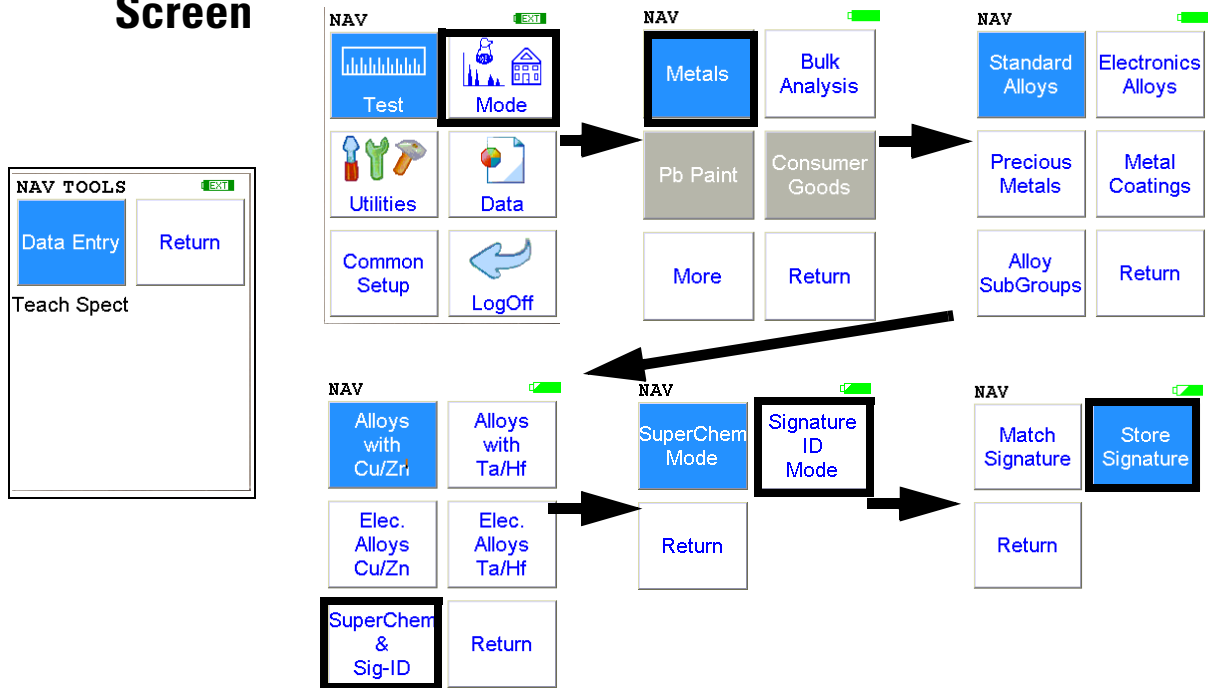 Screen
NAV TOOLS
EXT
Data Entry
Return
Teach Spect
NAV
EXT
Test
Mode
Utilities
Data
Common
Setup
LogOff
NAV
Metals
Bulk
Analysis
Pb Paint
Consumer
Goods
More
Return
NAV
Standard
Alloys
Electronics
Alloys
Precious
Metals
Metal
Coatings
Alloy
SubGroups
Return
NAV
Alloys
with
Cu/Zn
Alloys
with
Ta/Hf
Elec.
Alloys
Cu/Zn
Elec.
Alloys
Ta/Hf
SuperChem
&
Sig-ID
Return
NAV
SuperChem
Mode
Signature
ID
Mode
Return
NAV
Match
Signature
Store
Signature
Return